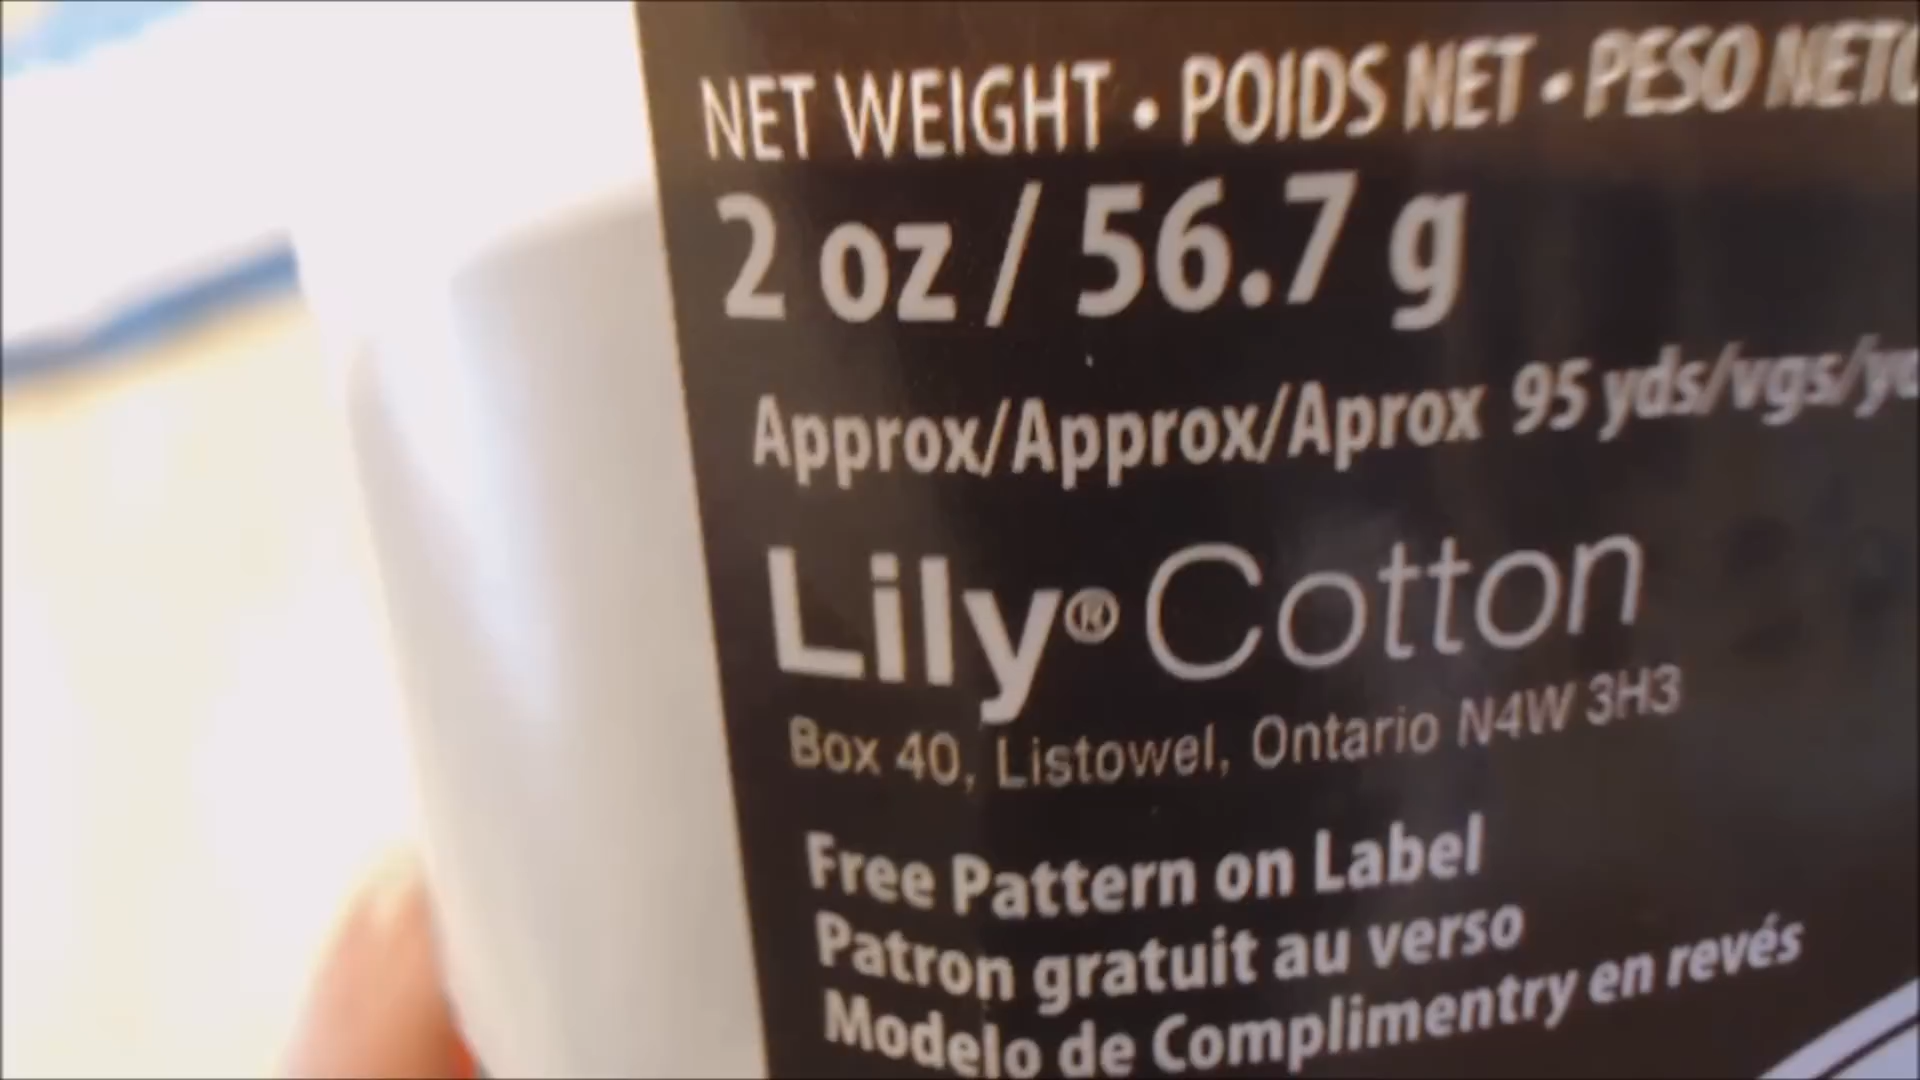 NET WEIGHT • POIDS NET • PESO NETO
2 oz / 56.7 g
Approx/Approx/Aprox 95 yds/vgs/yd
Lily® Cotton
Box 40, Listowel, Ontario N4W 3H3
Free Pattern on Label
Patron gratuit au verso
Modelo de Complimentry en revés